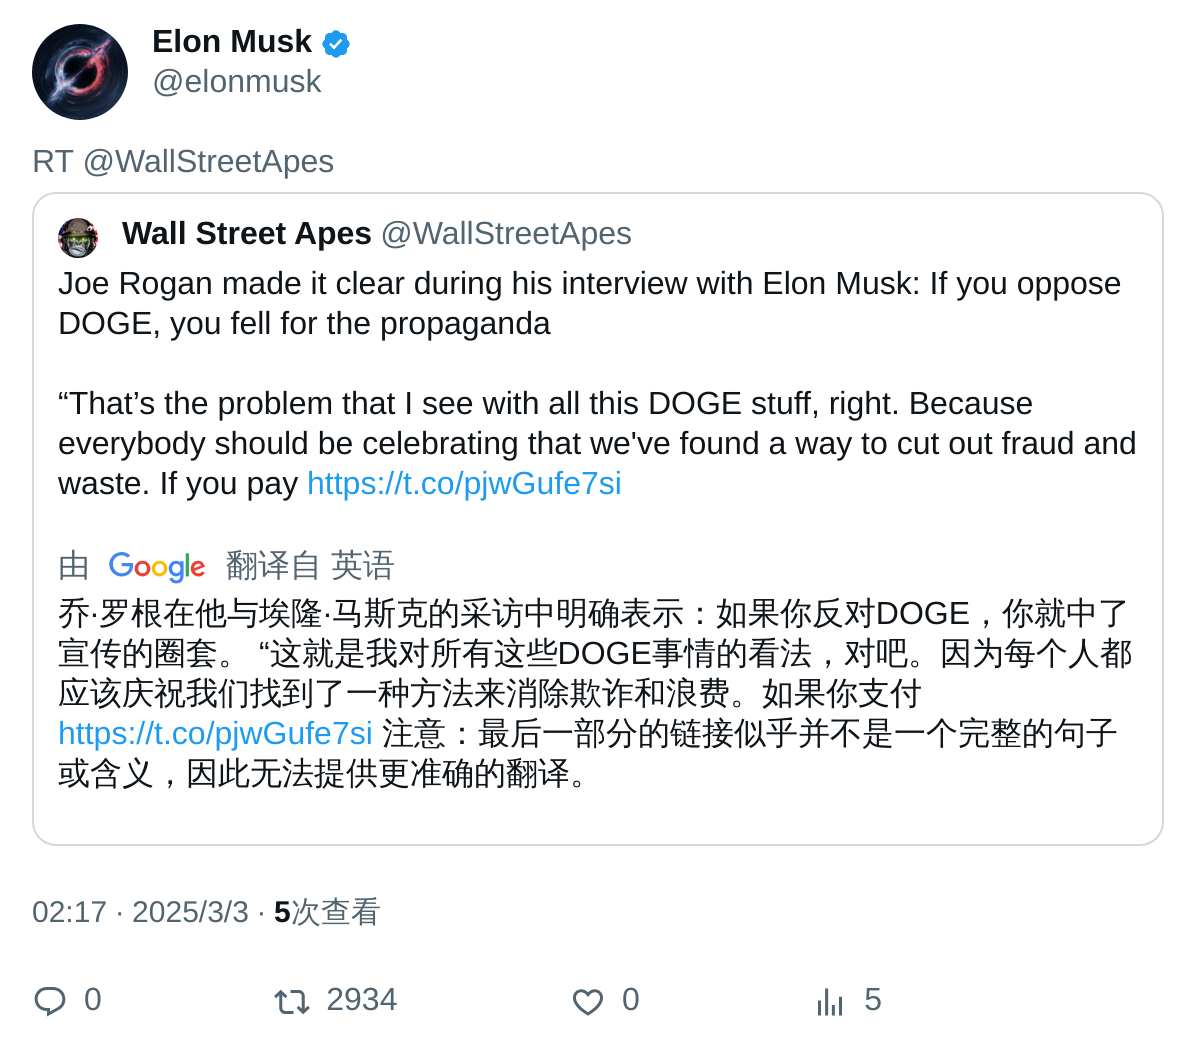 Elon Musk
@elonmusk
RT @WallStreetApes
Wall Street Apes @WallStreetApes
Joe Rogan made it clear during his interview with Elon Musk: If you oppose
DOGE, you fell for the propaganda
“That’s the problem that I see with all this DOGE stuff, right. Because
everybody should be celebrating that we've found a way to cut out fraud and
waste. If you pay https://t.co/pjwGufe7si
由 Google 翻译自 英语
乔·罗根在他与埃隆·马斯克的采访中明确表示：如果你反对DOGE，你就中了
宣传的圈套。 “这就是我对所有这些DOGE事情的看法，对吧。因为每个人都
应该庆祝我们找到了一种方法来消除欺诈和浪费。如果你支付
https://t.co/pjwGufe7si 注意：最后一部分的链接似乎并不是一个完整的句子
或含义，因此无法提供更准确的翻译。
02:17 · 2025/3/3 · 5次查看
0 2934 0 5